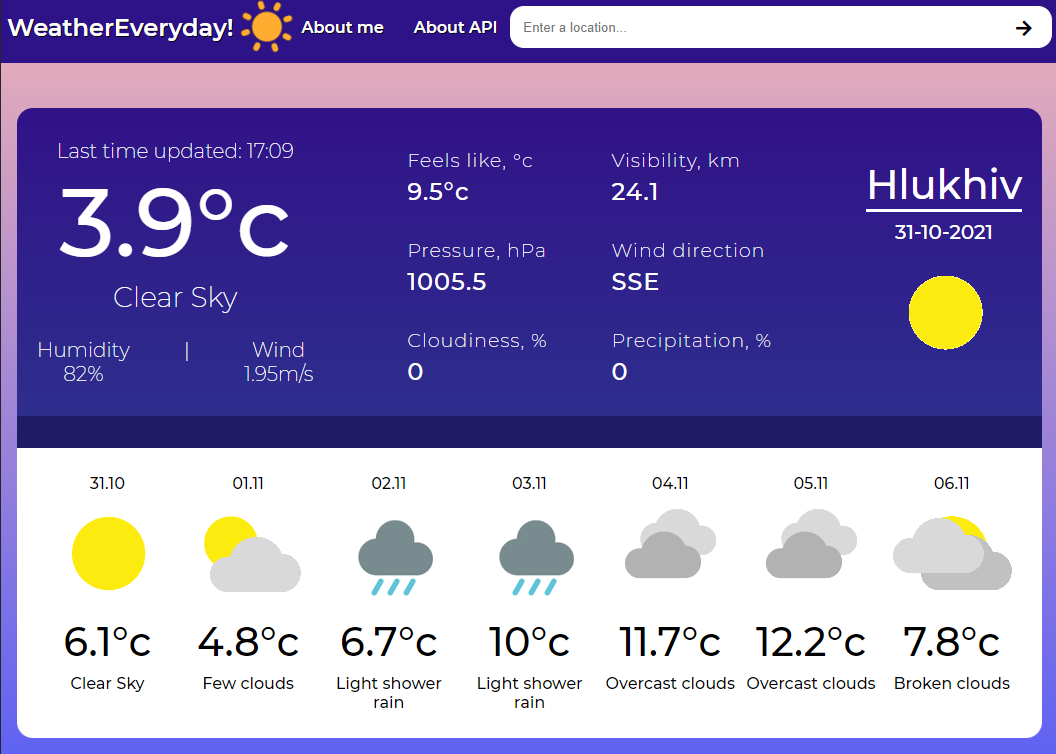 WeatherEveryday!
About me
About API
Enter a location...
Last time updated: 17:09
3.9°c
Clear Sky
Humidity | Wind
82% 1.95m/s
Feels like, °c
9.5°c
Pressure, hPa
1005.5
Cloudiness, %
0
Visibility, km
24.1
Wind direction
SSE
Precipitation, %
0
Hlukhiv
31-10-2021
31.10
6.1°c
Clear Sky
01.11
4.8°c
Few clouds
02.11
6.7°c
Light shower
rain
03.11
10°c
Light shower
rain
04.11
11.7°c
Overcast clouds
05.11
12.2°c
Overcast clouds
06.11
7.8°c
Broken clouds